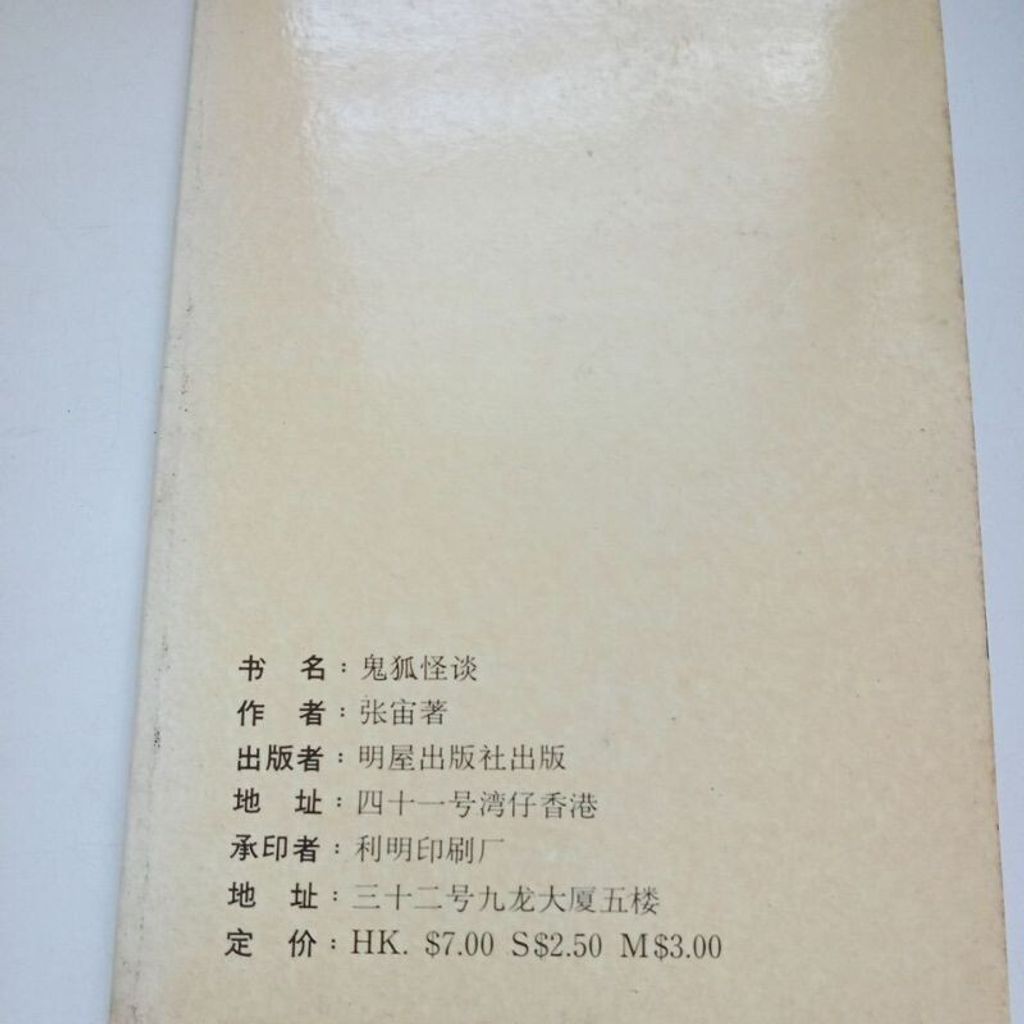 书 名：鬼狐怪谈
作 者：张宙著
出版者：明屋出版社出版
地 址：四十一号湾仔香港
承印者：利明印刷厂
地 址：三十二号九龙大厦五楼
定 价：HK. $7.00 S$2.50 M$3.00